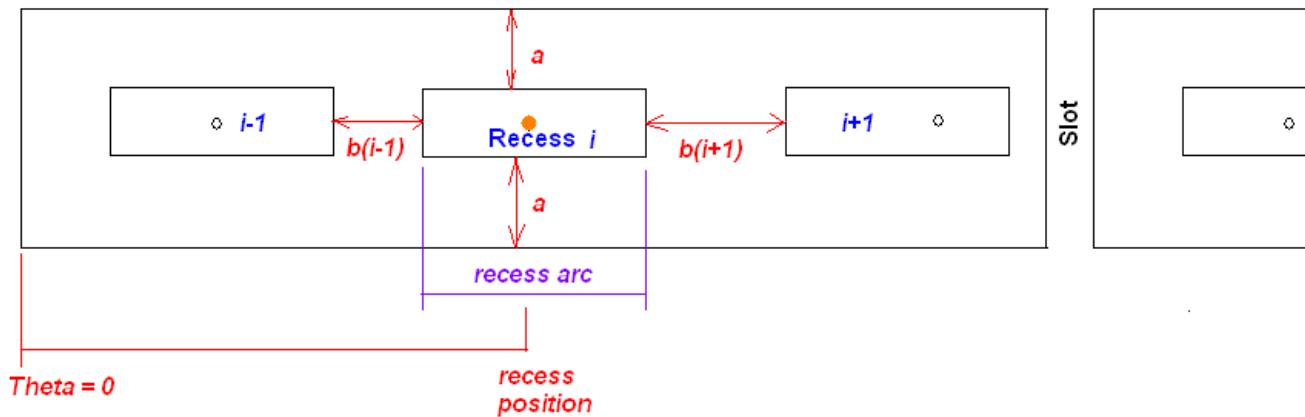 a
i-1
Recess i
i+1
b(i-1)
b(i+1)
Slot
a
recess arc
Theta = 0
recess
position